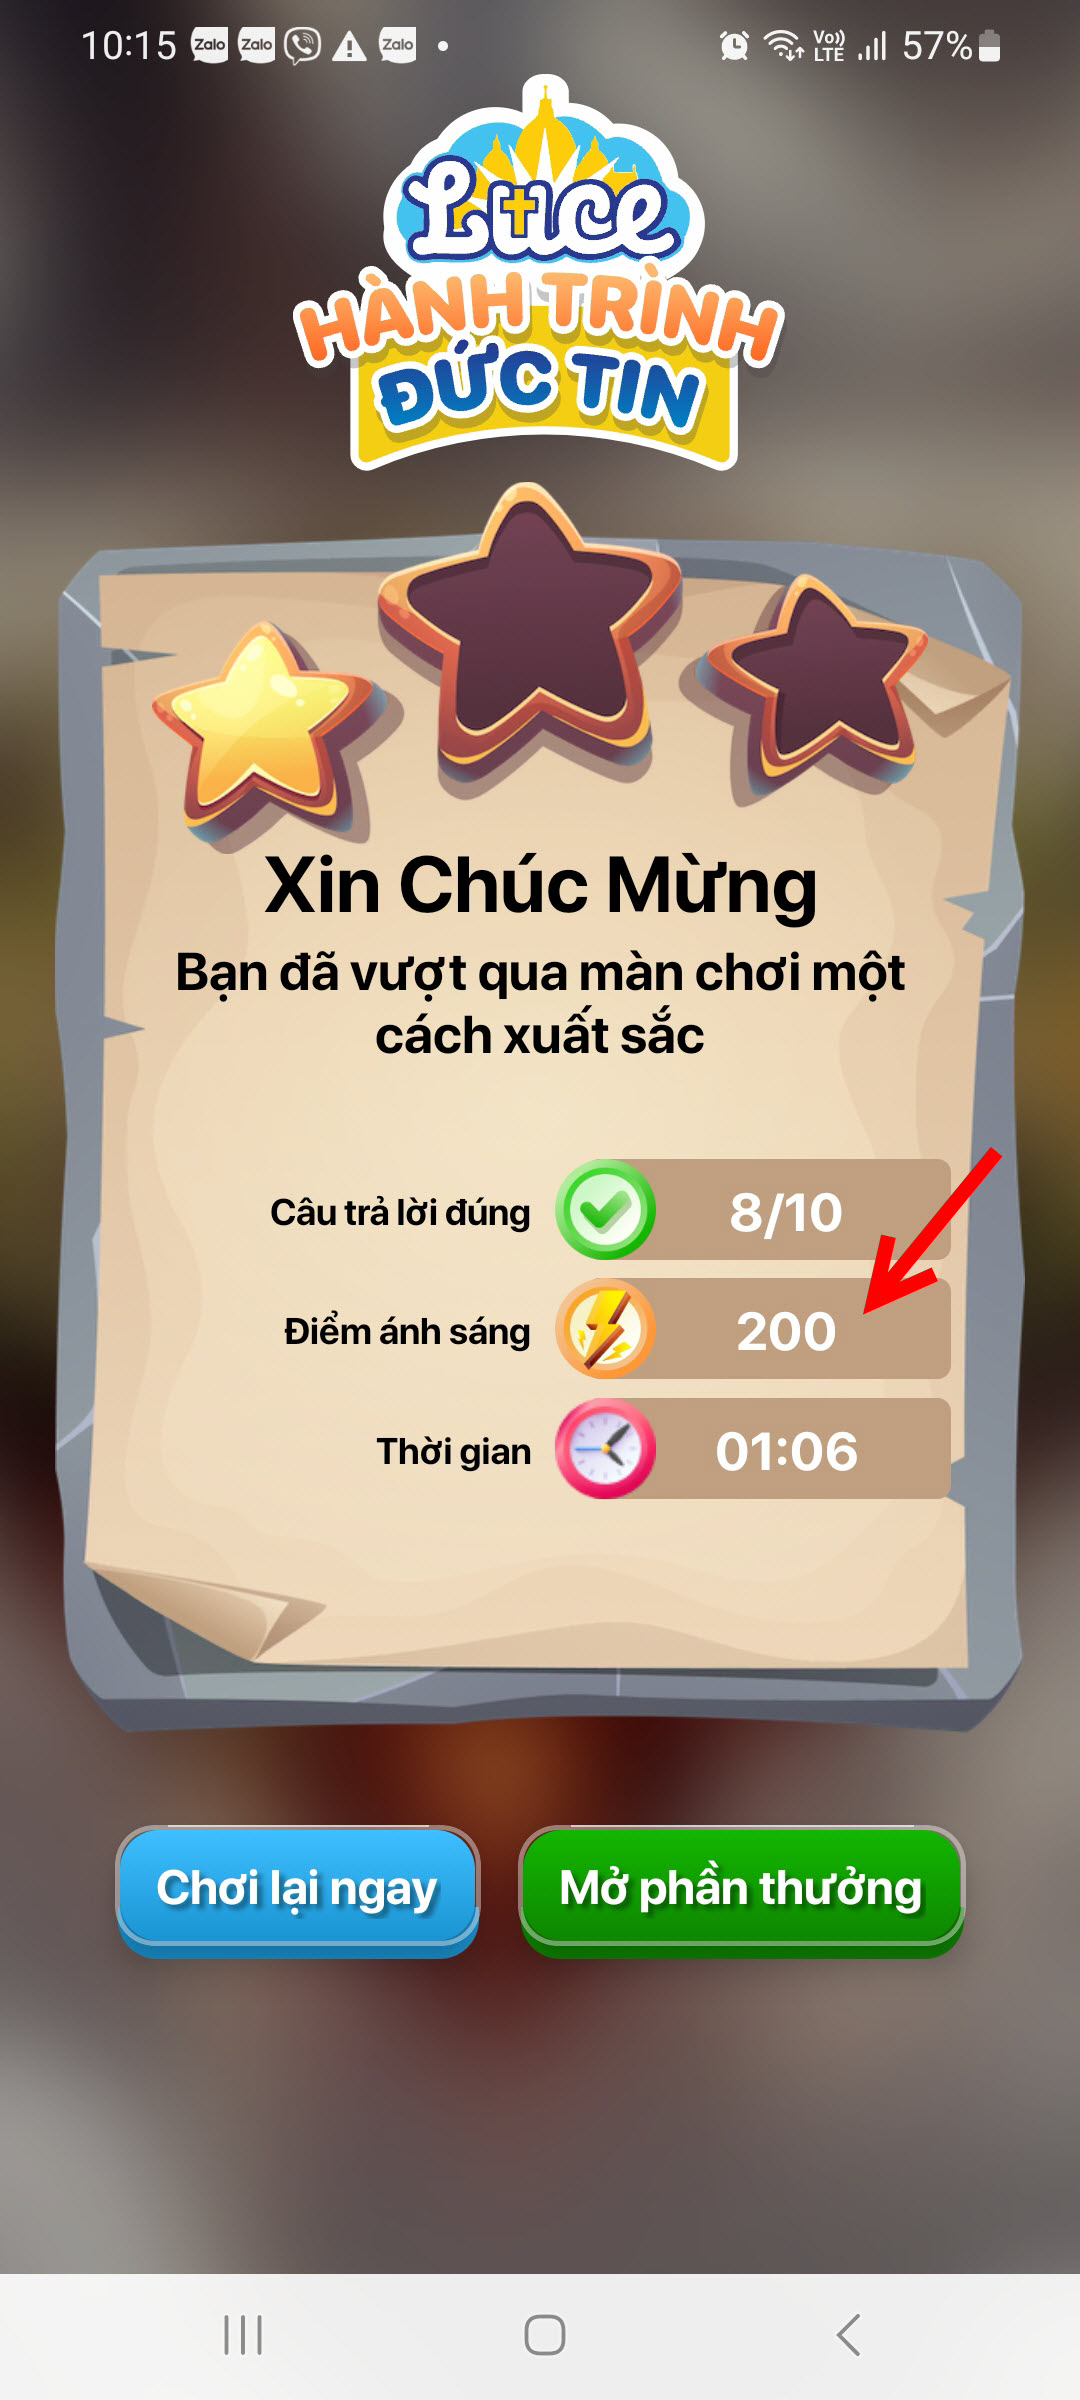 10:15 Zalo Zalo Zalo Vo)) LTE 57%
Luce
HÀNH TRÌNH
ĐỨC TIN
Xin Chúc Mừng
Bạn đã vượt qua màn chơi một
cách xuất sắc
Câu trả lời đúng 8/10
Điểm ánh sáng 200
Thời gian 01:06
Chơi lại ngay Mở phần thưởng